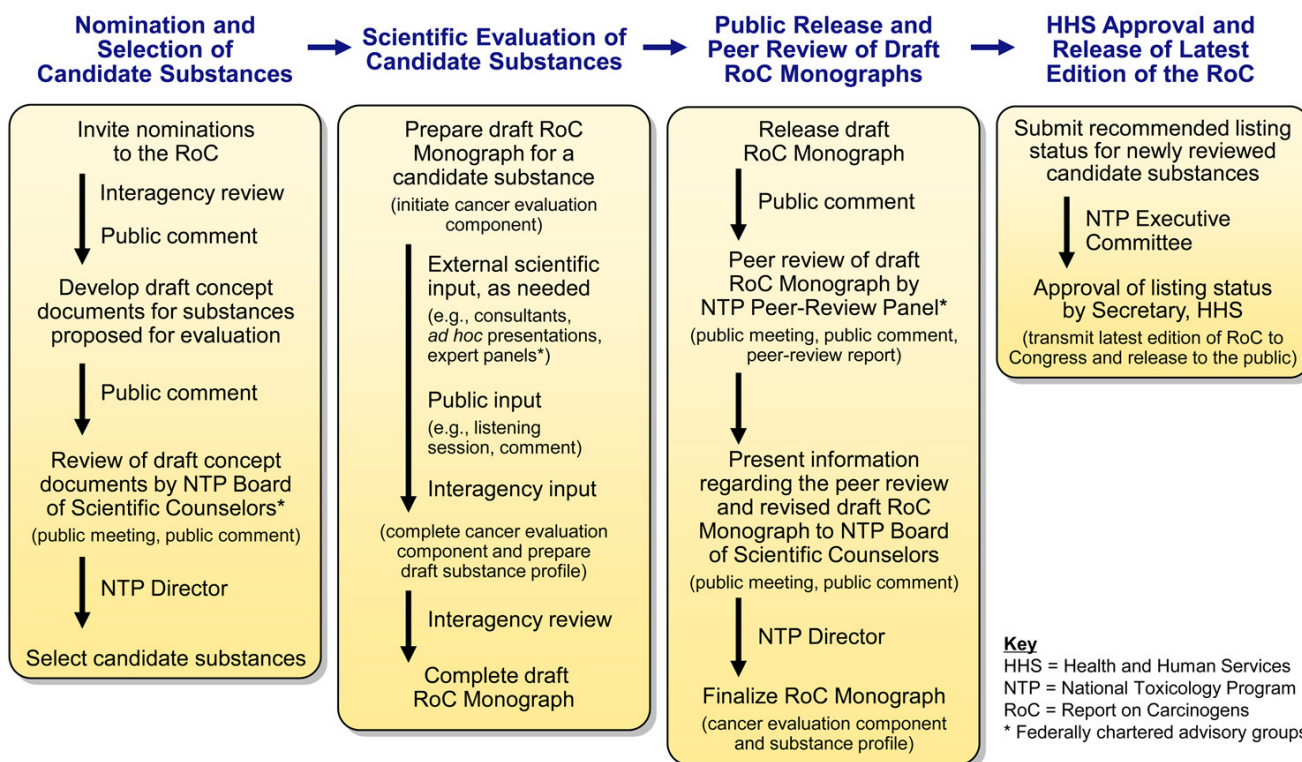 Nomination and
Selection of
Candidate Substances
Scientific Evaluation of
Candidate Substances
Public Release and
Peer Review of Draft
RoC Monographs
HHS Approval and
Release of Latest
Edition of the RoC
Invite nominations
to the RoC
Interagency review
Public comment
Develop draft concept
documents for substances
proposed for evaluation
Public comment
Review of draft concept
documents by NTP Board
of Scientific Counselors*
(public meeting, public comment)
NTP Director
Select candidate substances
Prepare draft RoC
Monograph for a
candidate substance
(initiate cancer evaluation
component)
External scientific
input, as needed
(e.g., consultants,
ad hoc presentations,
expert panels*)
Public input
(e.g., listening
session, comment)
Interagency input
(complete cancer evaluation
component and prepare
draft substance profile)
Interagency review
Complete draft
RoC Monograph
Release draft
RoC Monograph
Public comment
Peer review of draft
RoC Monograph by
NTP Peer-Review Panel*
(public meeting, public comment,
peer-review report)
Present information
regarding the peer review
and revised draft RoC
Monograph to NTP Board
of Scientific Counselors
(public meeting, public comment)
NTP Director
Finalize RoC Monograph
(cancer evaluation component
and substance profile)
Submit recommended listing
status for newly reviewed
candidate substances
NTP Executive
Committee
Approval of listing status
by Secretary, HHS
(transmit latest edition of RoC to
Congress and release to the public)
Key
HHS = Health and Human Services
NTP = National Toxicology Program
RoC = Report on Carcinogens
* Federally chartered advisory groups